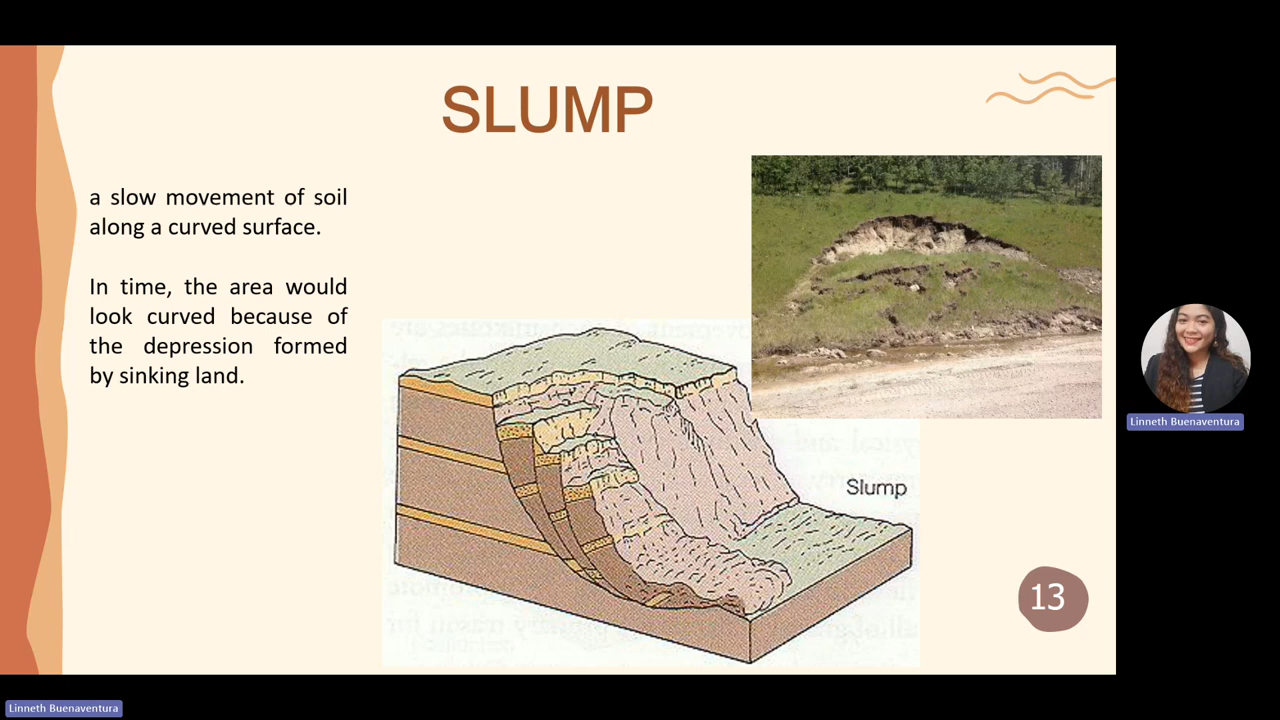 SLUMP
a slow movement of soil
along a curved surface.
In time, the area would
look curved because of
the depression formed
by sinking land.
Slump
13
Linneth Buenaventura
Linneth Buenaventura